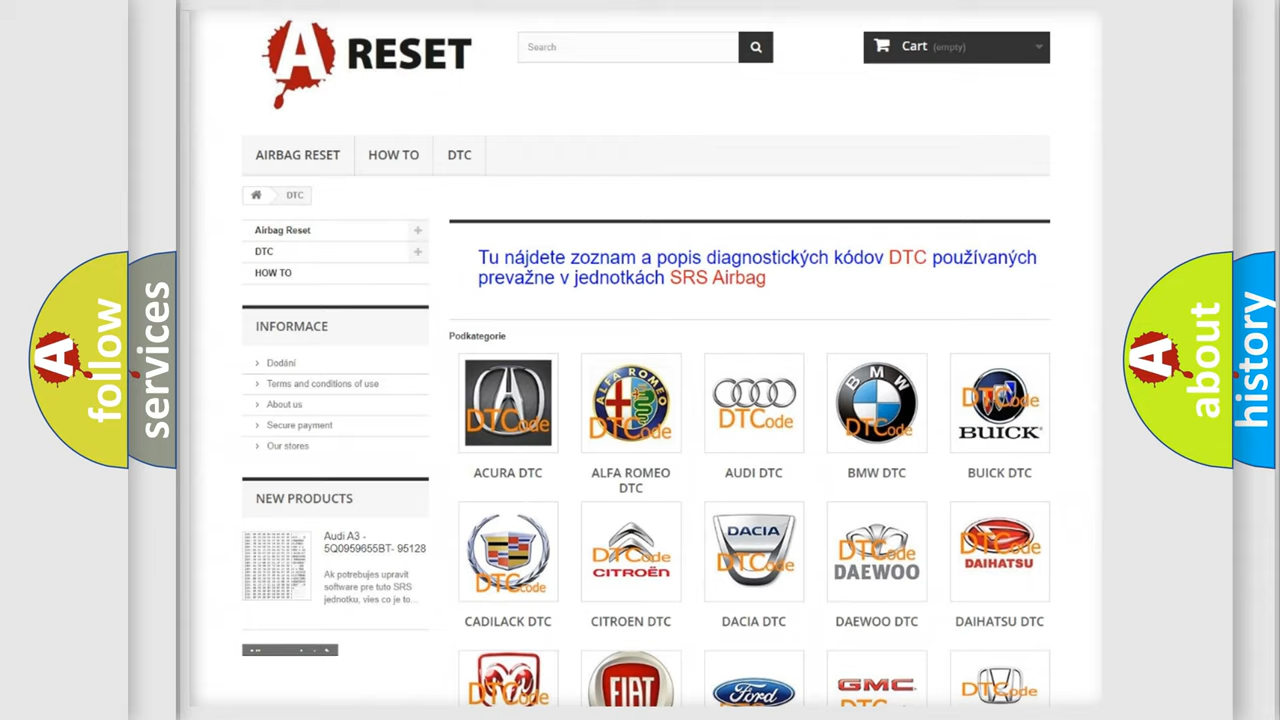 A RESET
Search
Cart (empty)
AIRBAG RESET
HOW TO
DTC
DTC
Airbag Reset
DTC
HOW TO
Tu nájdete zoznam a popis diagnostických kódov DTC používaných
prevažne v jednotkách SRS Airbag
INFORMACE
Dodání
Terms and conditions of use
About us
Secure payment
Our stores
NEW PRODUCTS
Audi A3 -
5Q0959655BT- 95128
Ak potrebujes upravit
software pre tuto SRS
jednotku, vies co je to...
Podkategorie
DTCode
ALFA ROMEO
DTCode
DTCode
BMW
DTCode
DTCode
BUICK
ACURA DTC
ALFA ROMEO
DTC
AUDI DTC
BMW DTC
BUICK DTC
DTCode
DTCode
CITROËN
DACIA
DTCode
DTCode
DAEWOO
DTCode
DAIHATSU
CADILACK DTC
CITROEN DTC
DACIA DTC
DAEWOO DTC
DAIHATSU DTC
DTCode
FIAT
Ford
GMC
DTCode
A follow
services
A about
history